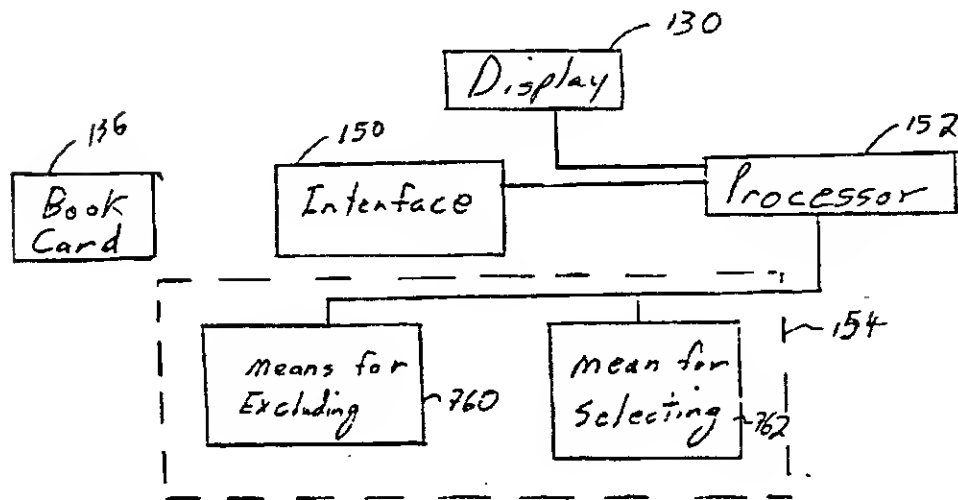 130
Display
136
150
152
Book
Card
Interface
Processor
154
means for
Excluding
760
mean for
selecting
762